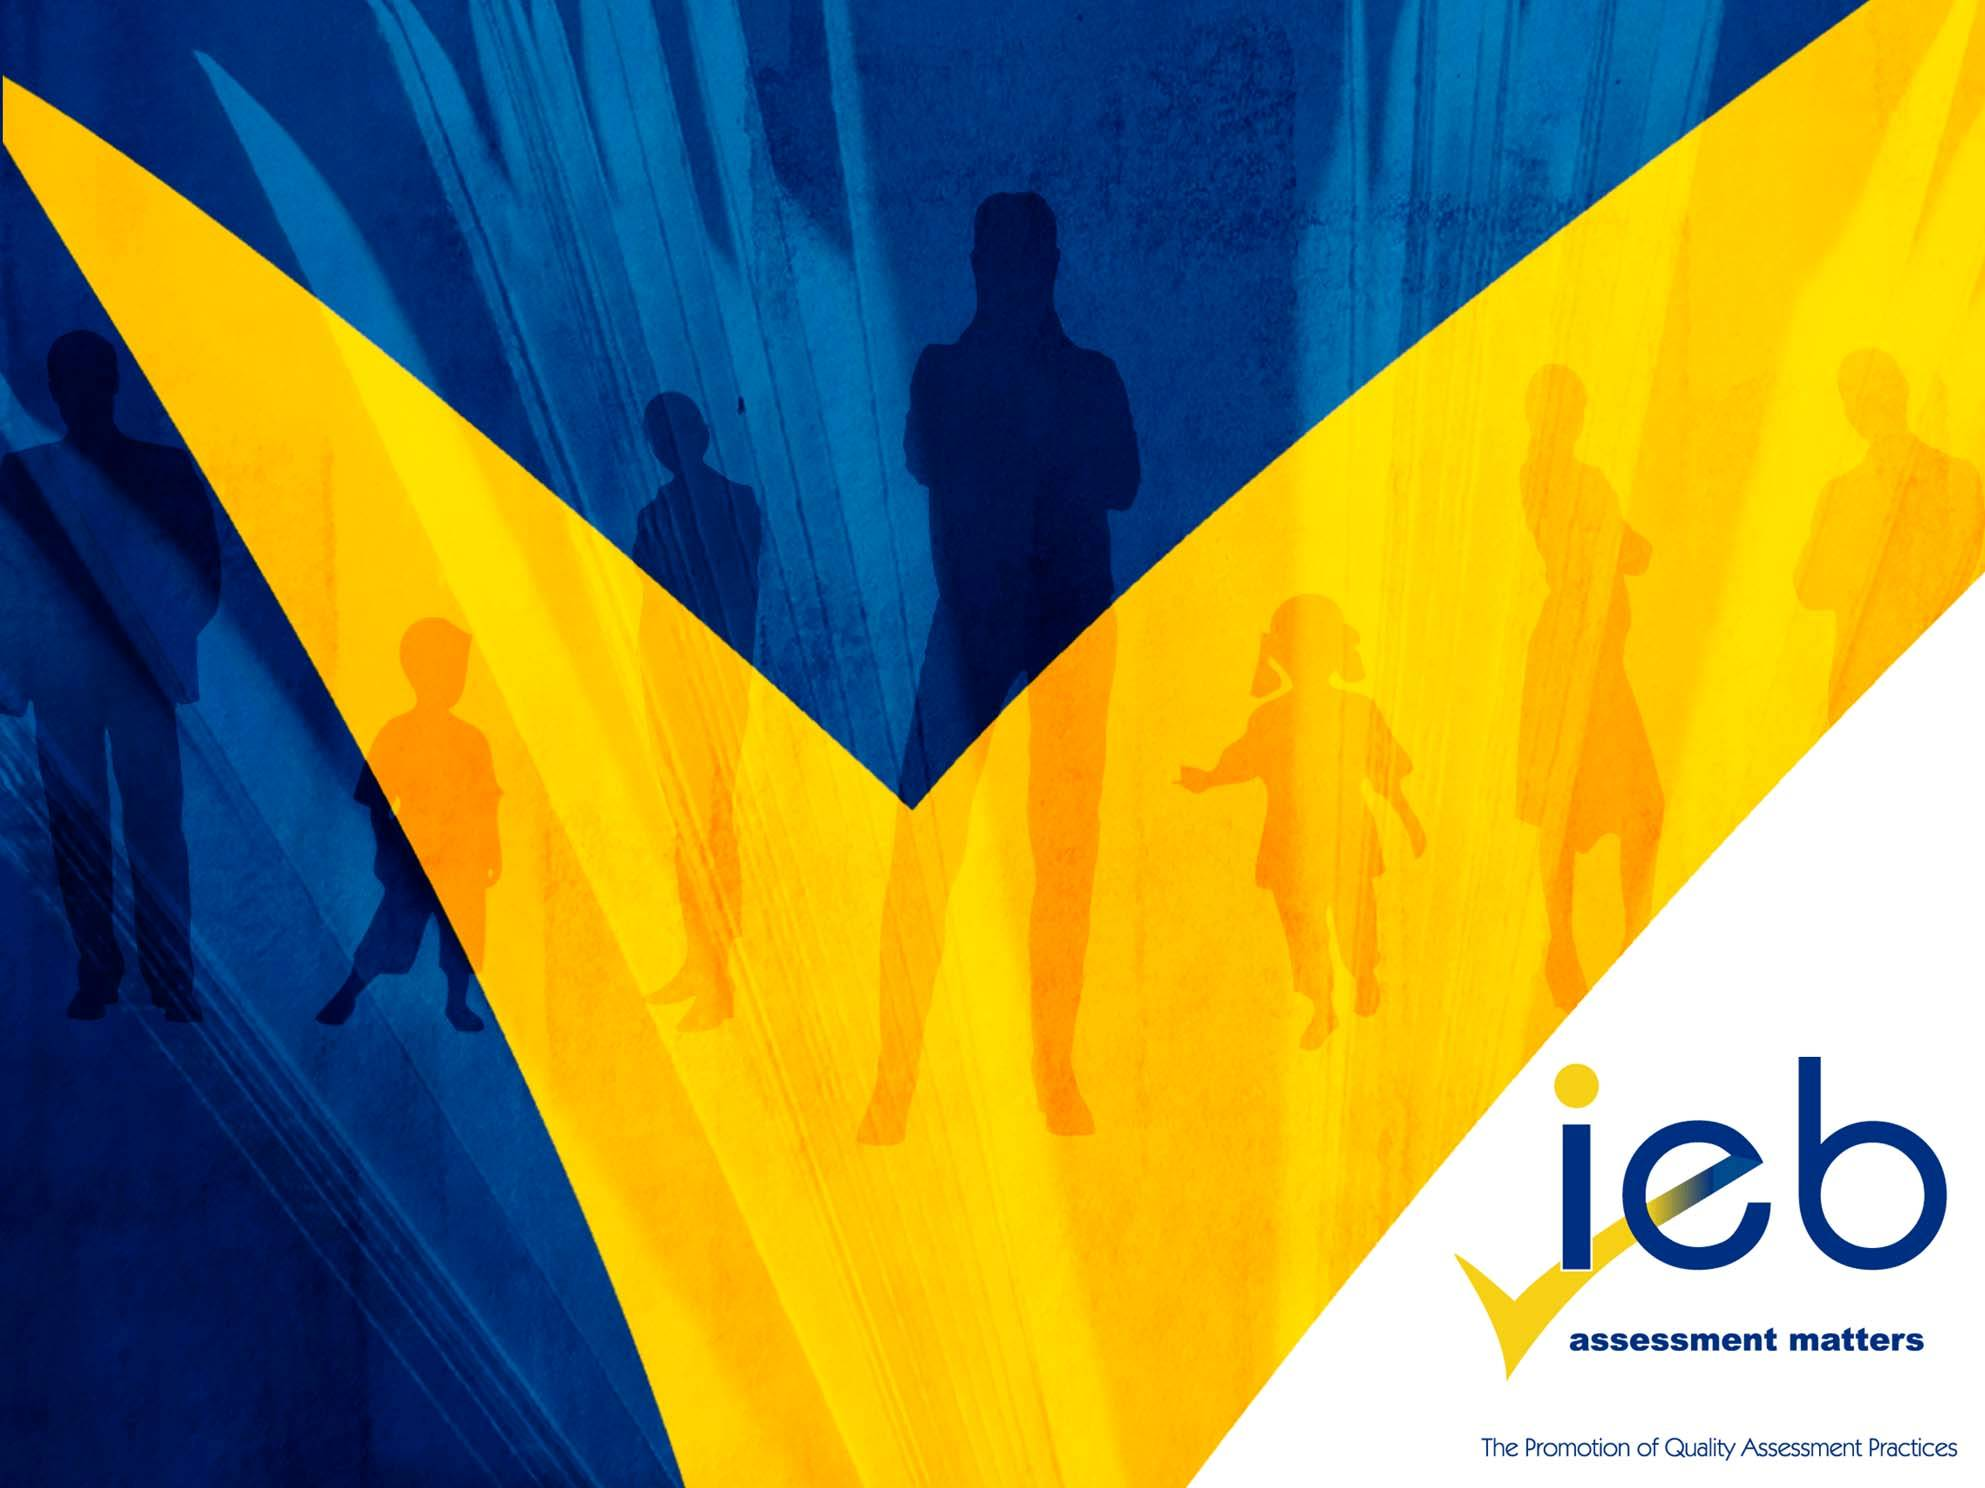 ieb
assessment matters
The Promotion of Quality Assessment Practices